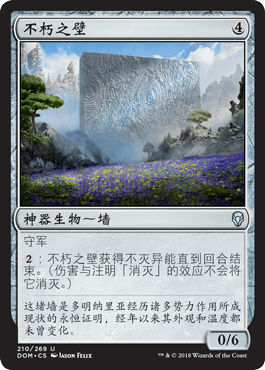 不朽之壁 4
神器生物～墙
守军
2：不朽之壁获得不灭异能直到回合结束。（伤害与注明「消灭」的效应不会将它消灭。）
这堵墙是多明纳里亚经历诸多势力作用所成现状的永恒证明，经年以来其外观和温度都未曾变化。
210/269 U
DOM • CS Jason Felix
™ & © 2018 Wizards of the Coast
0/6